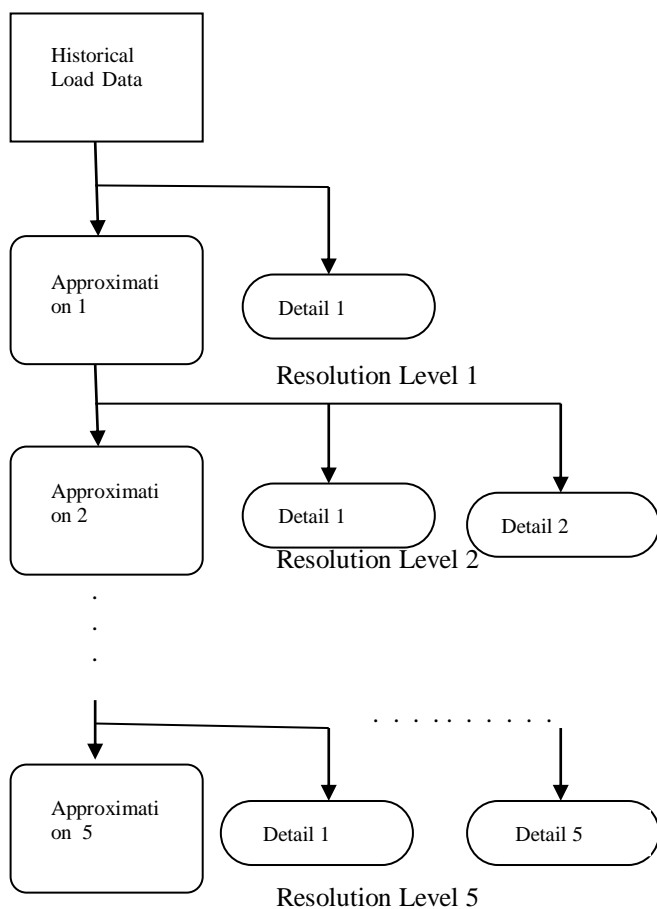 Historical
Load Data
Approximati
on 1
Detail 1
Resolution Level 1
Approximati
on 2
Detail 1
Detail 2
Resolution Level 2
.
.
.
. . . . . . . . . .
Approximati
on 5
Detail 1
Detail 5
Resolution Level 5